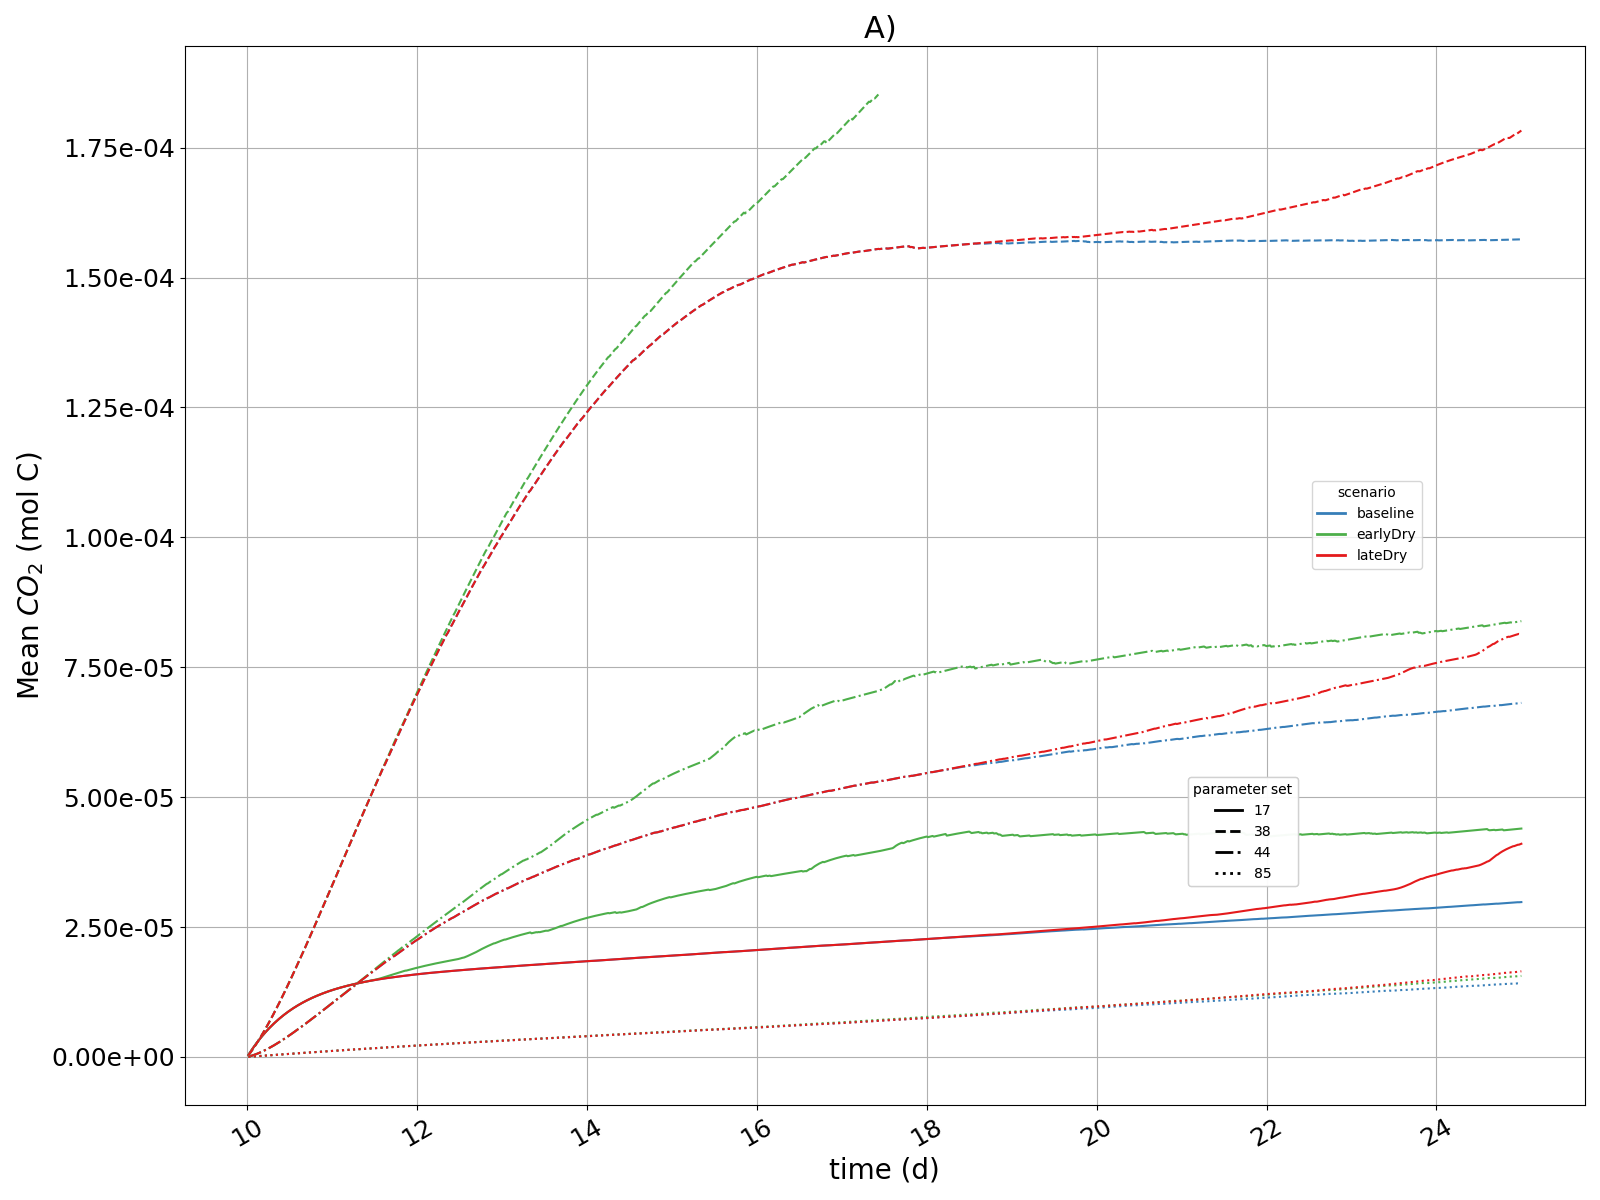 A)
Mean CO2 (mol C)
1.75e-04
1.50e-04
1.25e-04
1.00e-04
7.50e-05
5.00e-05
2.50e-05
0.00e+00
scenario
baseline
earlyDry
lateDry
parameter set
17
38
44
85
10 12 14 16 18 20 22 24
time (d)